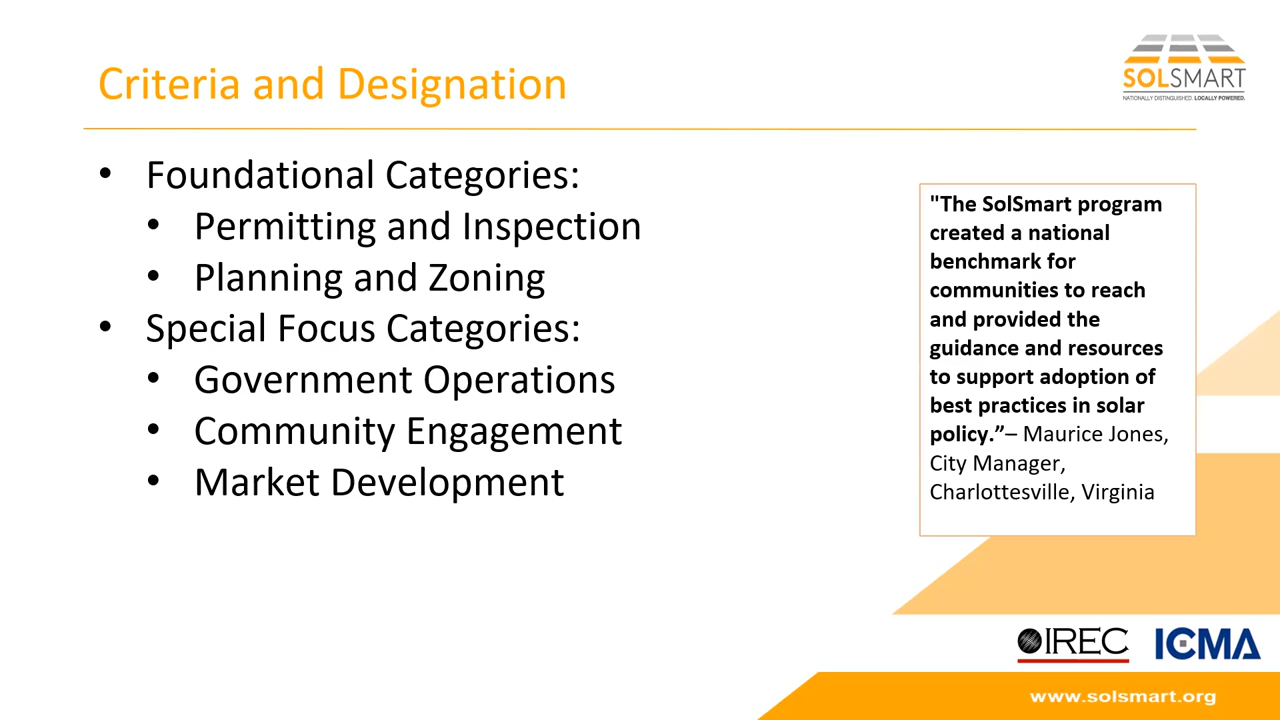 Criteria and Designation
SOLSMART
NATIONALLY DISTINGUISHED. LOCALLY POWERED.
• Foundational Categories:
• Permitting and Inspection
• Planning and Zoning
• Special Focus Categories:
• Government Operations
• Community Engagement
• Market Development
"The SolSmart program
created a national
benchmark for
communities to reach
and provided the
guidance and resources
to support adoption of
best practices in solar
policy.”– Maurice Jones,
City Manager,
Charlottesville, Virginia
IREC
ICMA
www.solsmart.org